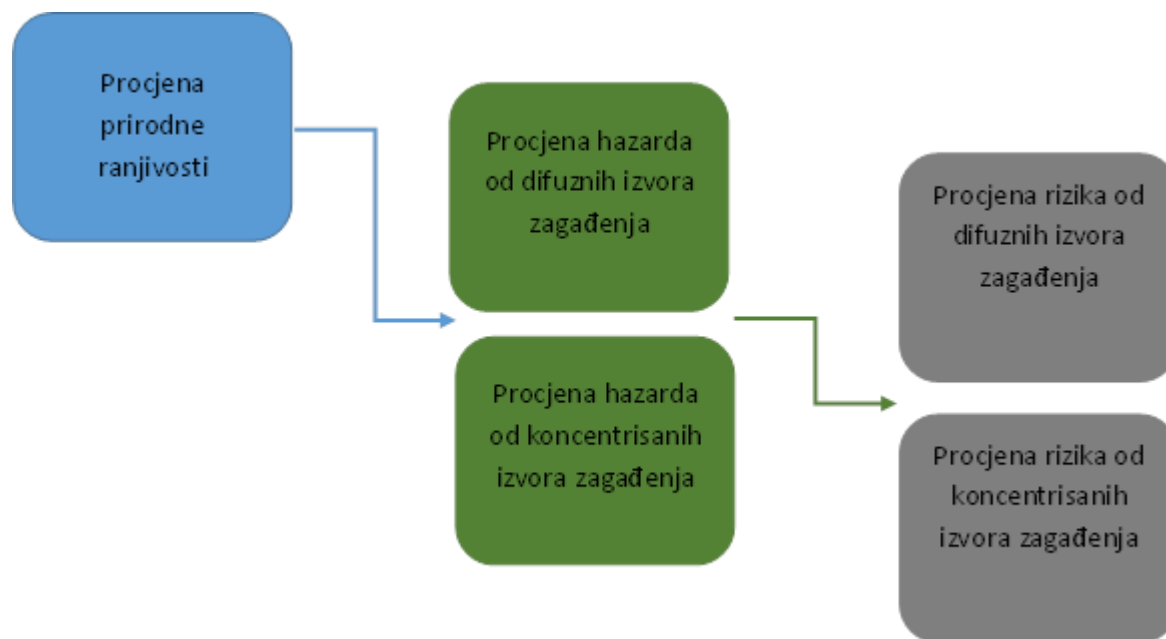 Procjena
prirodne
ranjivosti
Procjena hazarda
od difuznih izvora
zagađenja
Procjena hazarda
od koncentrisanih
izvora zagađenja
Procjena rizika od
difuznih izvora
zagađenja
Procjena rizika od
koncentrisanih
izvora zagađenja